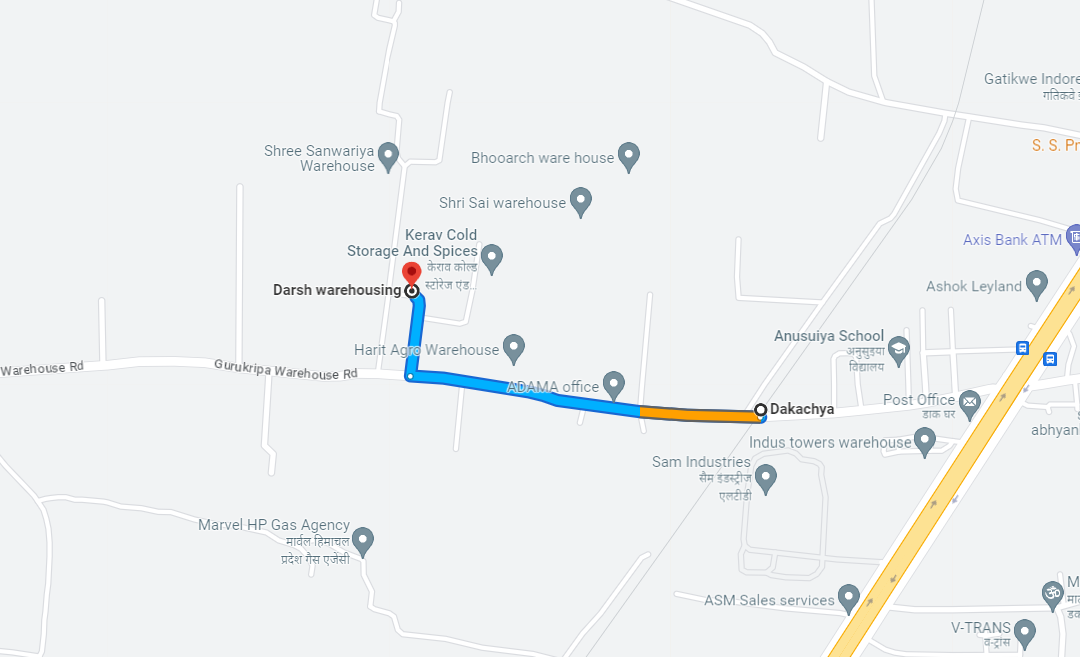 Gatikwe Indore
गतिकवे
S. S. Pr
Shree Sanwariya
Warehouse
Bhooarch ware house
Shri Sai warehouse
Kerav Cold
Storage And Spices
केराव कोल्ड
स्टोरेज एंड...
Axis Bank ATM
Darsh warehousing
Ashok Leyland
Anusuiya School
अनुसुइया
विद्यालय
Harit Agro Warehouse
Warehouse Rd
Gurukripa Warehouse Rd
ADAMA office
Dakachya
Post Office
डाक घर
abhyan
Indus towers warehouse
Sam Industries
सैम इंडस्ट्रीज
एलटीडी
Marvel HP Gas Agency
मार्वल हिमाचल
प्रदेश गैस एजेंसी
ASM Sales services
V-TRANS
व-ट्रांस